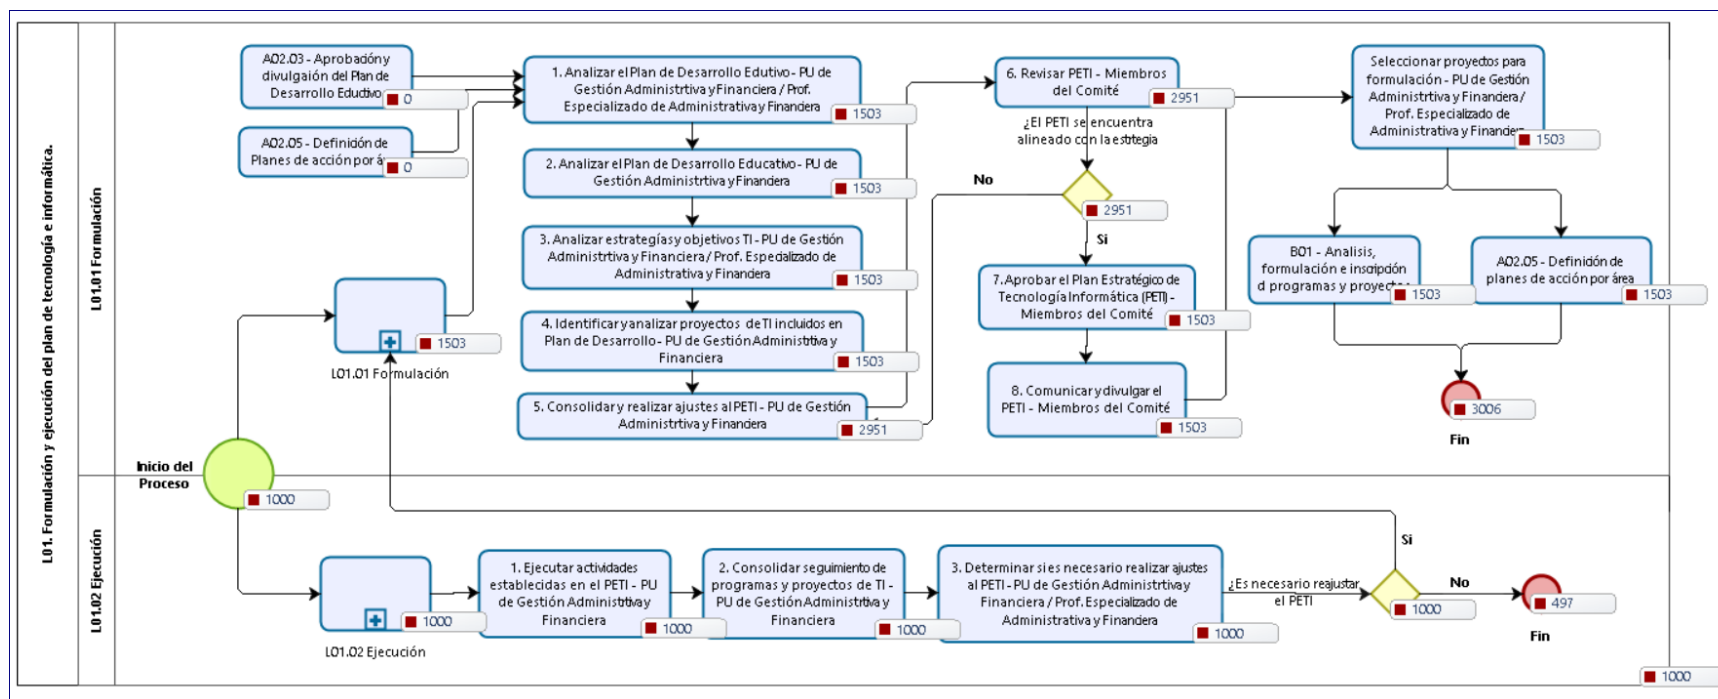 L01. Formulación y ejecución del plan de tecnología e informática.
L01.01 Formulación
A02.03 - Aprobación y
divulgaión del Plan de
Desarrollo Eductivo
0
A02.05 - Definición de
Planes de acción por á
0
1503
L01.01 Formulación
1. Analizar el Plan de Desarrollo Edutivo - PU de
Gestión Administrtiva y Financiera / Prof.
Especializado de Administrativa y Financiera
1503
2. Analizar el Plan de Desarrollo Educativo - PU de
Gestión Administrtiva y Financiera
1503
3. Analizar estrategías y objetivos TI - PU de Gestión
Administrtiva y Financiera / Prof. Especializado de
Administrativa y Financiera
1503
4. Identificar y analizar proyectos de TI incluidos en
Plan de Desarrollo - PU de Gestión Administrtiva y
Financiera
1503
5. Consolidar y realizar ajustes al PETI - PU de Gestión
Administrtiva y Financiera
2951
6. Revisar PETI - Miembros
del Comité
2951
¿El PETI se encuentra
alineado con la estrtegia
No
2951
Si
7.Aprobar el Plan Estratégico de
Tecnología Informática (PETI) -
Miembros del Comité
1503
8. Comunicar y divulgar el
PETI - Miembros del Comité
1503
Seleccionar proyectos para
formulación - PU de Gestión
Administrtiva y Financiera /
Prof. Especializado de
Administrativa y Financiera
1503
B01 - Analisis,
formulación e inscripción
d programas y proyectos
1503
A02.05 - Definición de
planes de acción por área
1503
3006
Fin
Inicio del
Proceso
1000
L01.02 Ejecución
1000
L01.02 Ejecución
1. Ejecutar actividades
establecidas en el PETI - PU
de Gestión Administrtiva y
Financiera
1000
2. Consolidar seguimiento de
programas y proyectos de TI -
PU de Gestión Administrtiva y
Financiera
1000
3. Determinar si es necesario realizar ajustes
al PETI - PU de Gestión Administrtiva y
Financiera / Prof. Especializado de
Administrativa y Financiera
1000
¿Es necesario reajustar
el PETI
Si
1000
No
497
Fin
1000